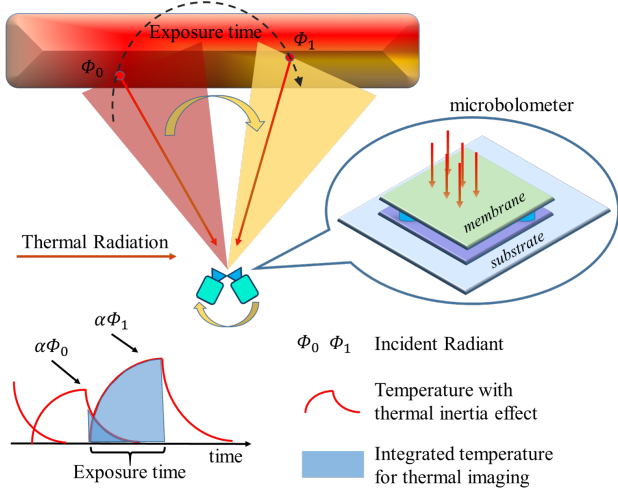 Exposure time
Φ₀
Φ₁
microbolometer
membrane
substrate
Thermal Radiation
αΦ₀
αΦ₁
time
Exposure time
Φ₀ Φ₁ Incident Radiant
Temperature with
thermal inertia effect
Integrated temperature
for thermal imaging